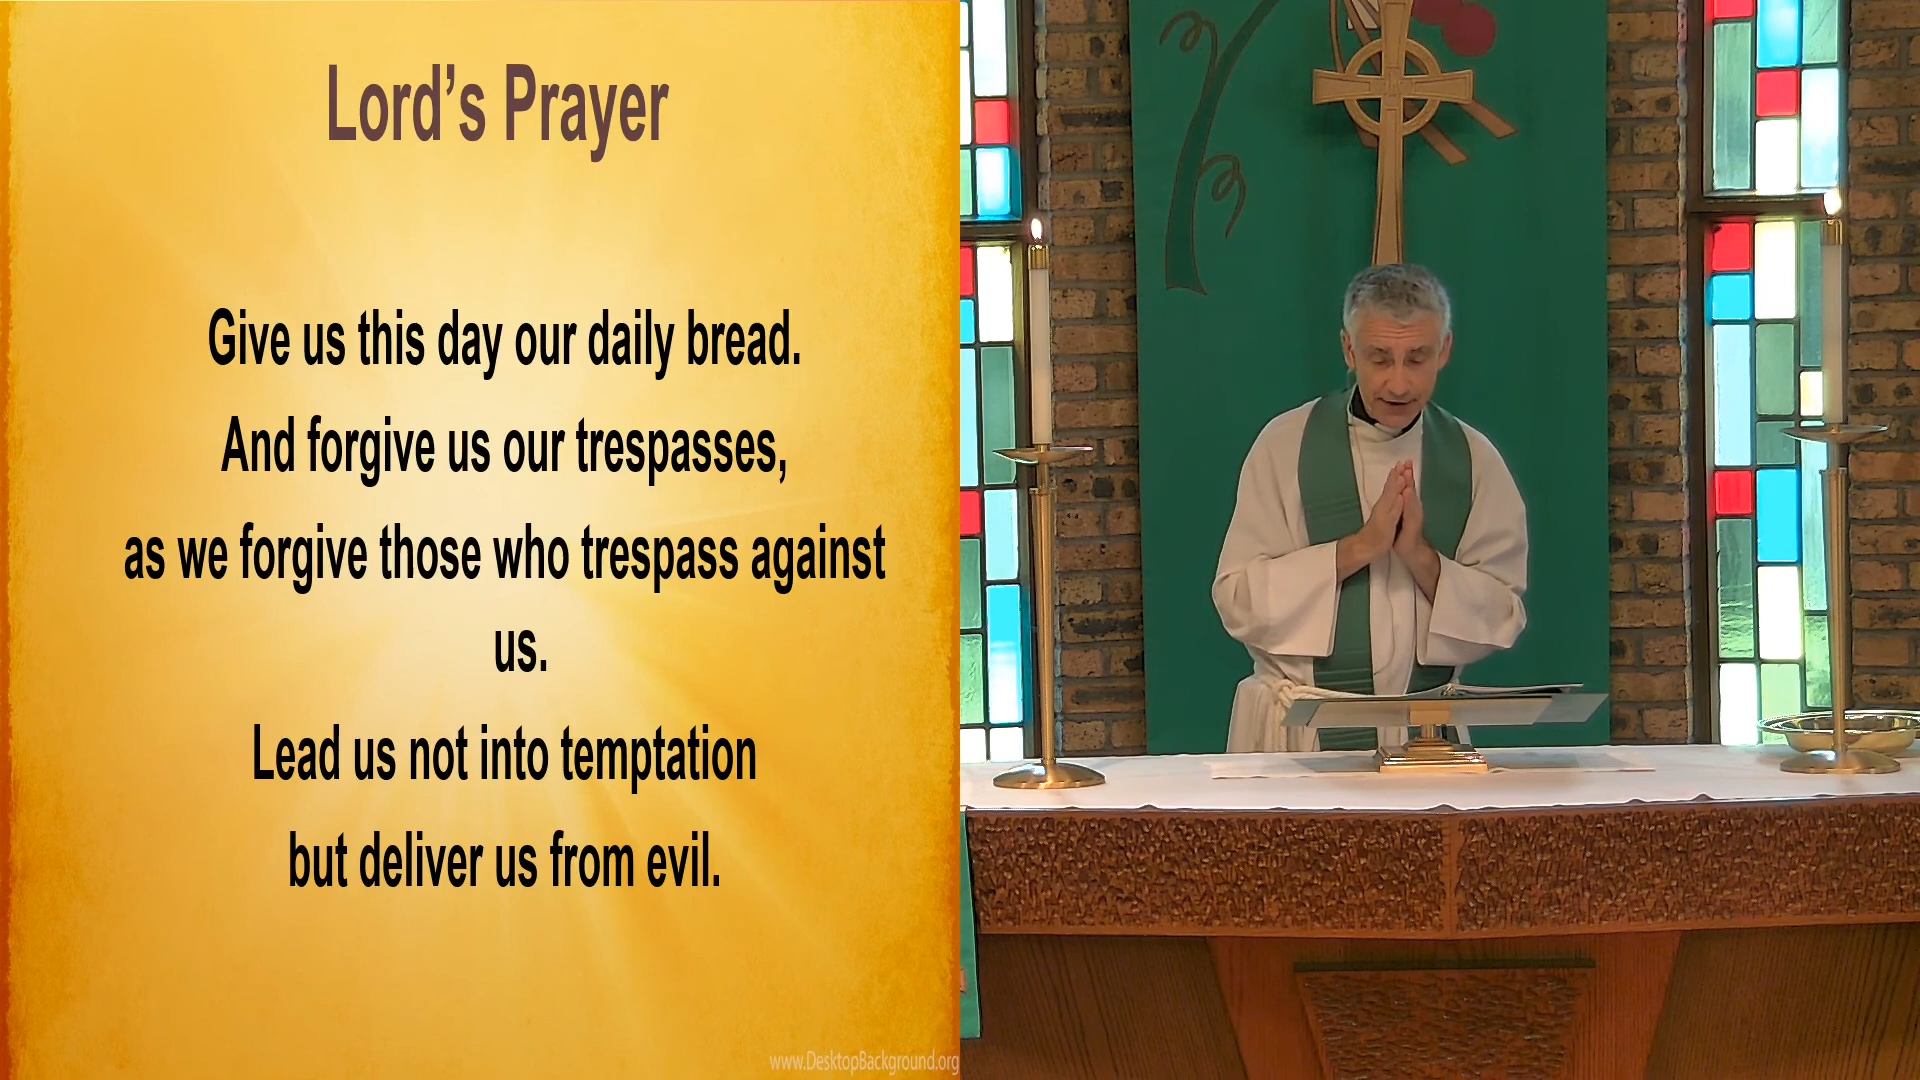 Lord’s Prayer
Give us this day our daily bread.
And forgive us our trespasses,
as we forgive those who trespass against
us.
Lead us not into temptation
but deliver us from evil.
www.DesktopBackground.org